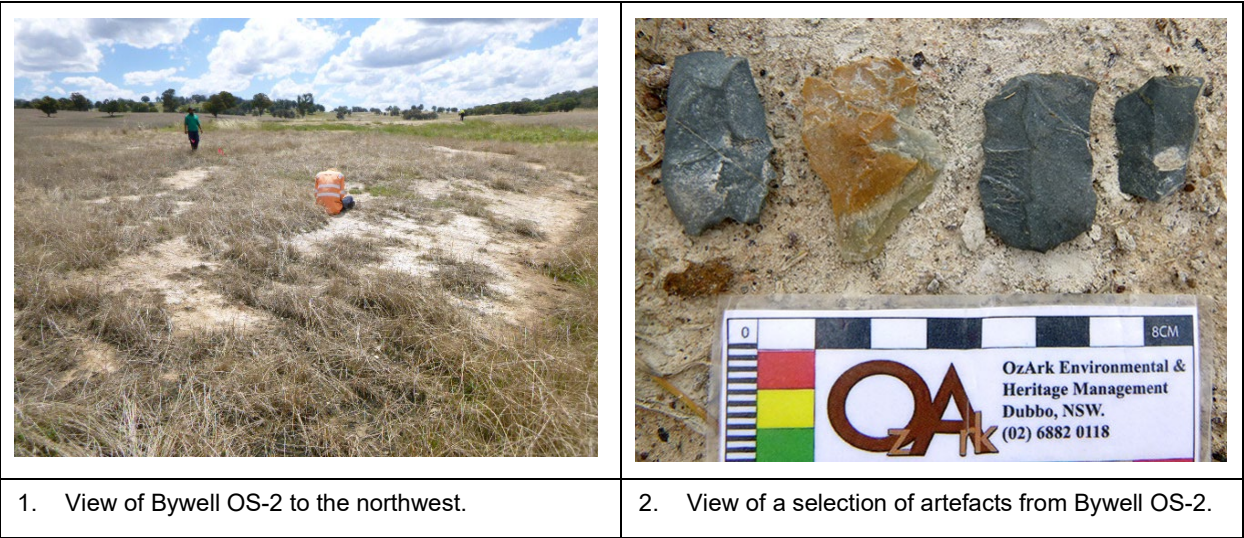 0
8CM
OzArk Environmental &
Heritage Management
Dubbo, NSW.
(02) 6882 0118
OzArk
1. View of Bywell OS-2 to the northwest.
2. View of a selection of artefacts from Bywell OS-2.